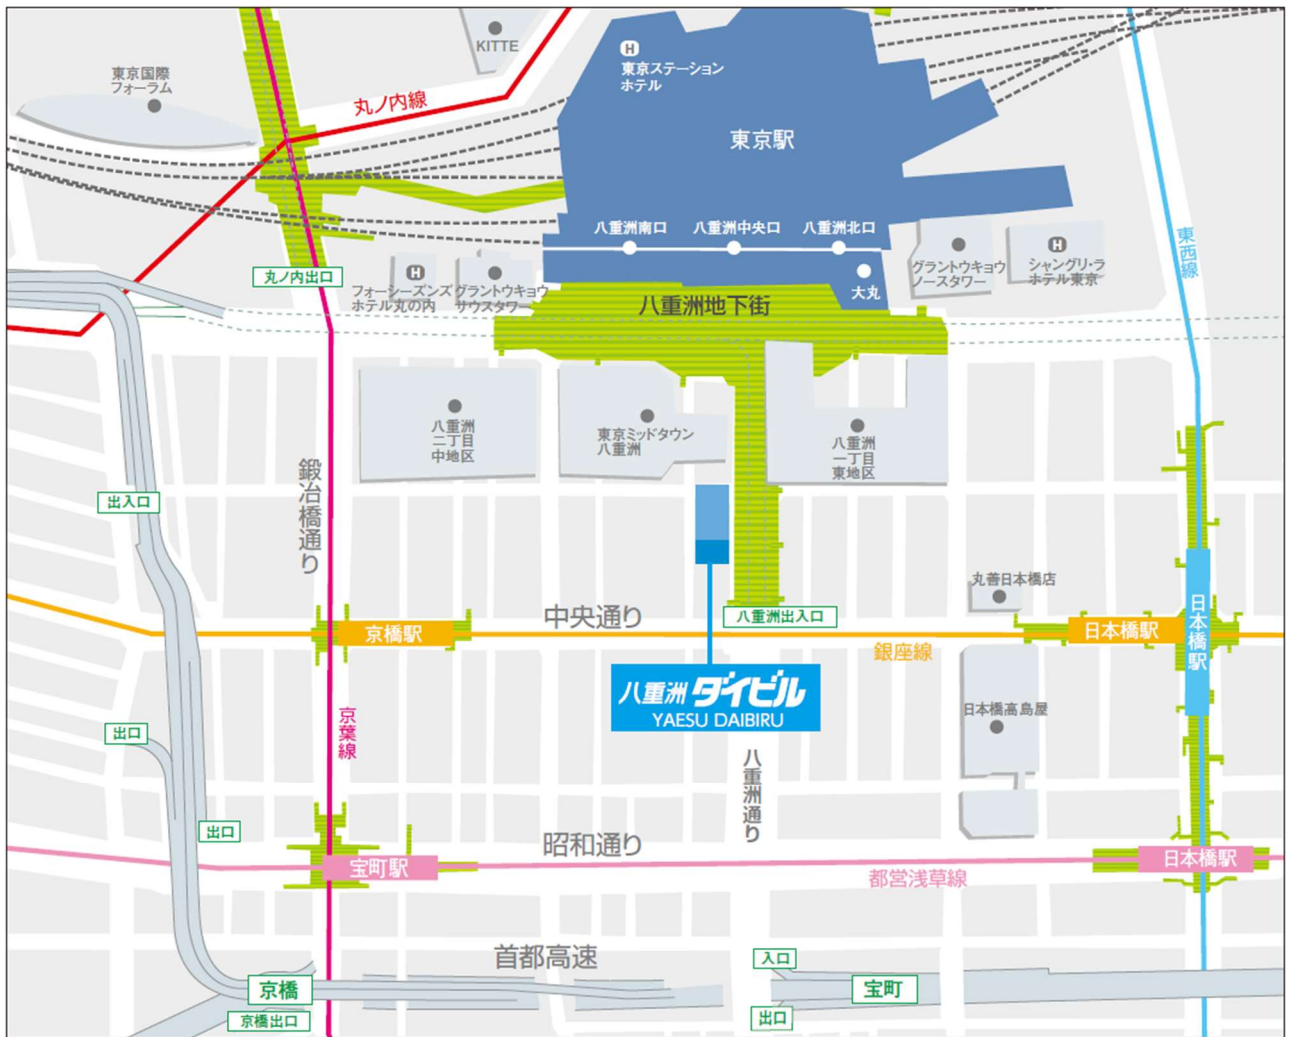 KITTE
H
東京ステーション
ホテル
東京国際
フォーラム
丸ノ内線
東京駅
八重洲南口
八重洲中央口
八重洲北口
東西線
丸ノ内出口
H
フォーシーズンズ
ホテル丸の内
グラントウキョウ
サウスタワー
大丸
グラントウキョウ
ノースタワー
H
シャングリ・ラ
ホテル東京
八重洲地下街
八重洲
二丁目
中地区
東京ミッドタウン
八重洲
八重洲
一丁目
東地区
出入口
鍛冶橋通り
丸善日本橋店
中央通り
八重洲出入口
京橋駅
日本橋駅
日本橋駅
銀座線
八重洲 ダイビル
YAESU DAIBIRU
日本橋高島屋
出口
京葉線
八重洲通り
出口
昭和通り
宝町駅
日本橋駅
都営浅草線
首都高速
入口
京橋
宝町
京橋出口
出口